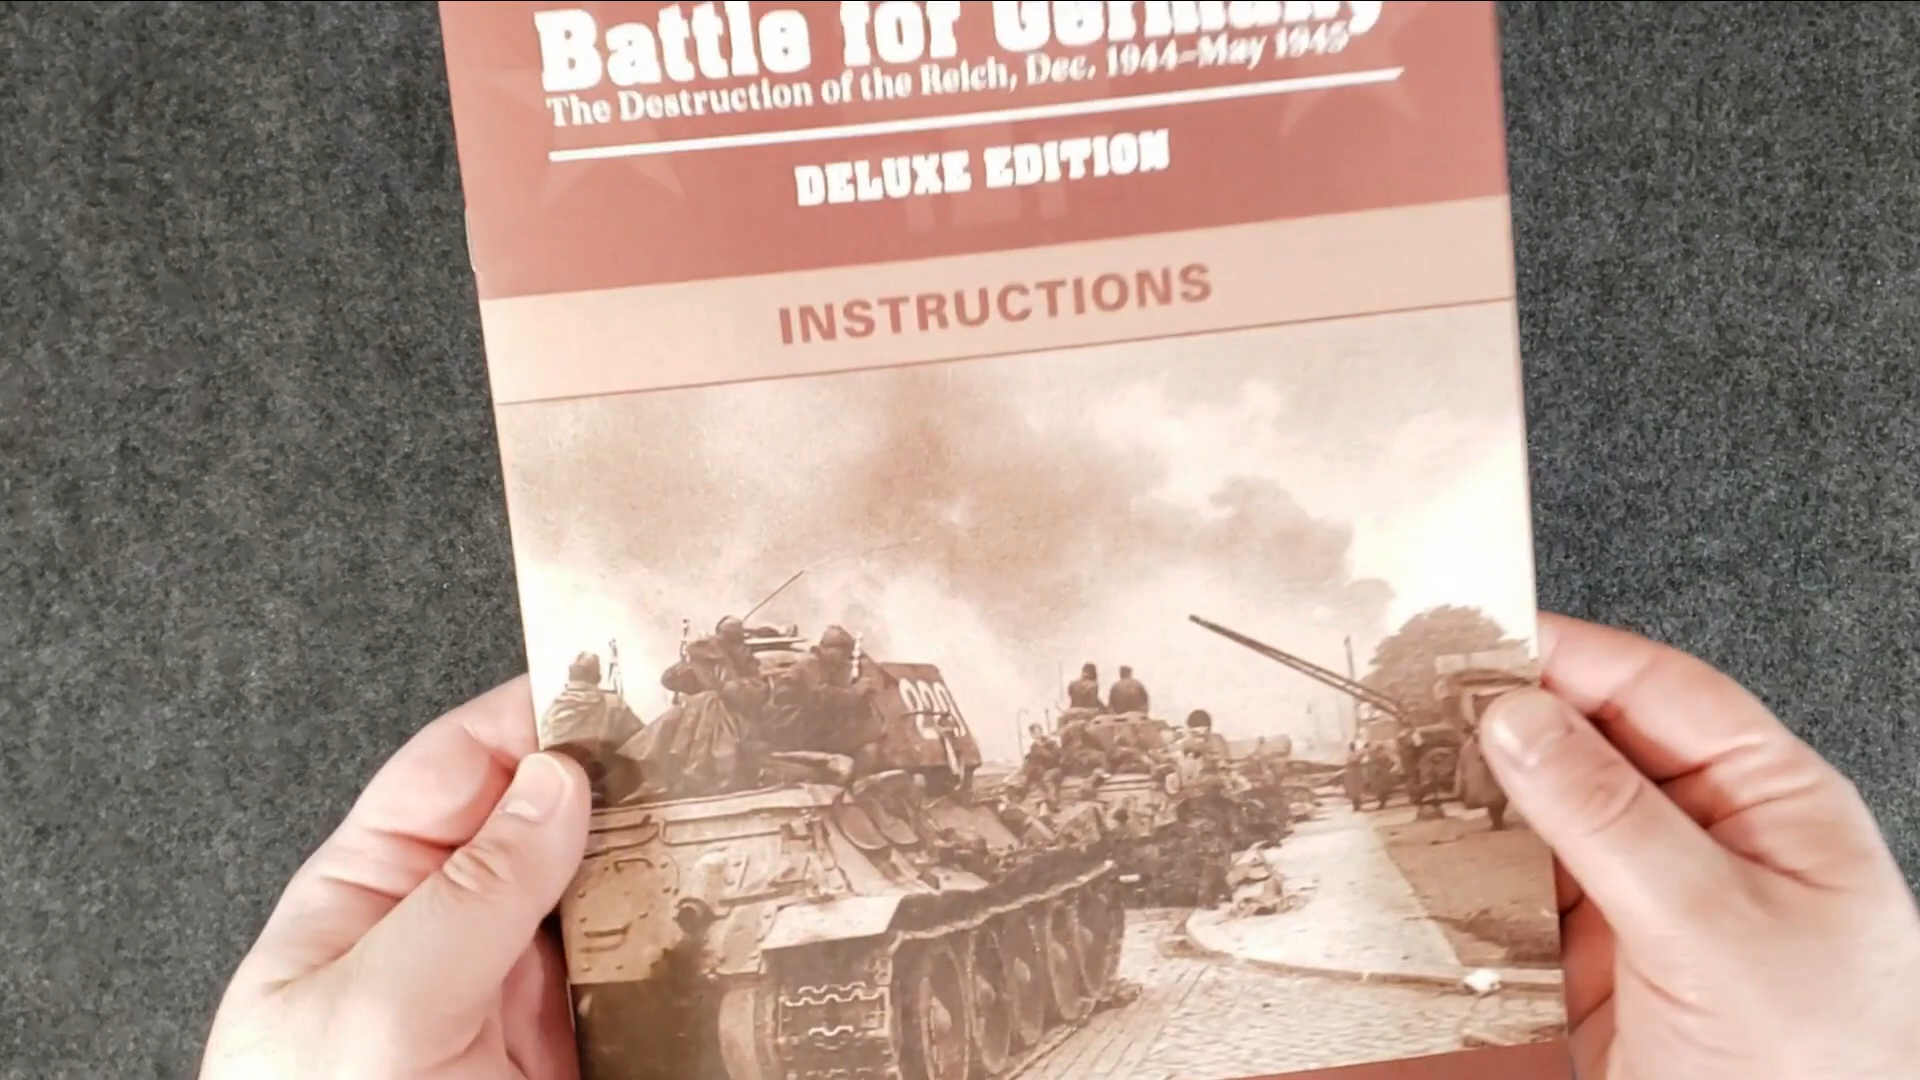 Battle for Germany
The Destruction of the Reich, Dec. 1944–May 1945
DELUXE EDITION
INSTRUCTIONS